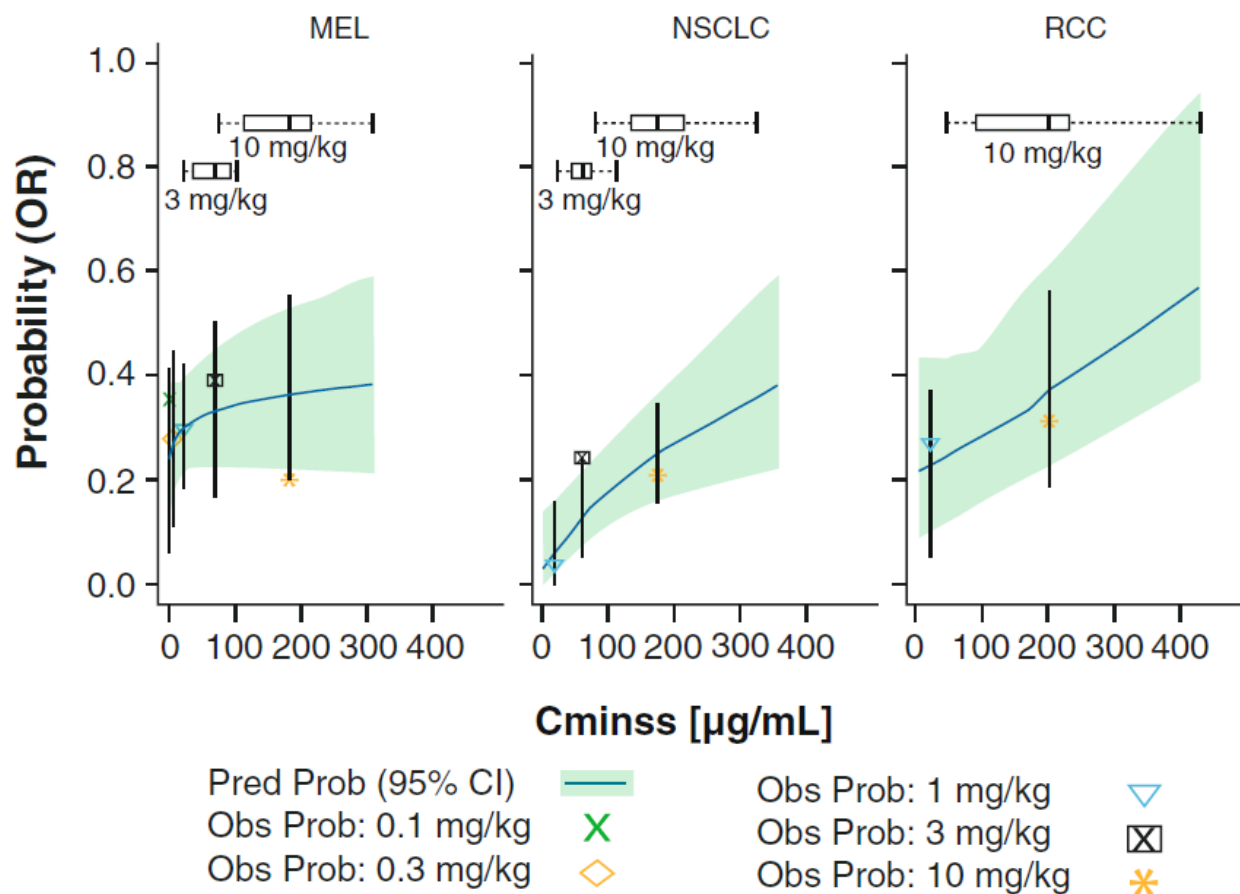 MEL NSCLC RCC
1.0
10 mg/kg 10 mg/kg 10 mg/kg
0.8
3 mg/kg 3 mg/kg
0.6
0.4
0.2
0.0
Probability (OR)
0 100 200 300 400 0 100 200 300 400 0 100 200 300 400
Cminss [µg/mL]
Pred Prob (95% CI)
Obs Prob: 0.1 mg/kg
Obs Prob: 0.3 mg/kg
Obs Prob: 1 mg/kg
Obs Prob: 3 mg/kg
Obs Prob: 10 mg/kg